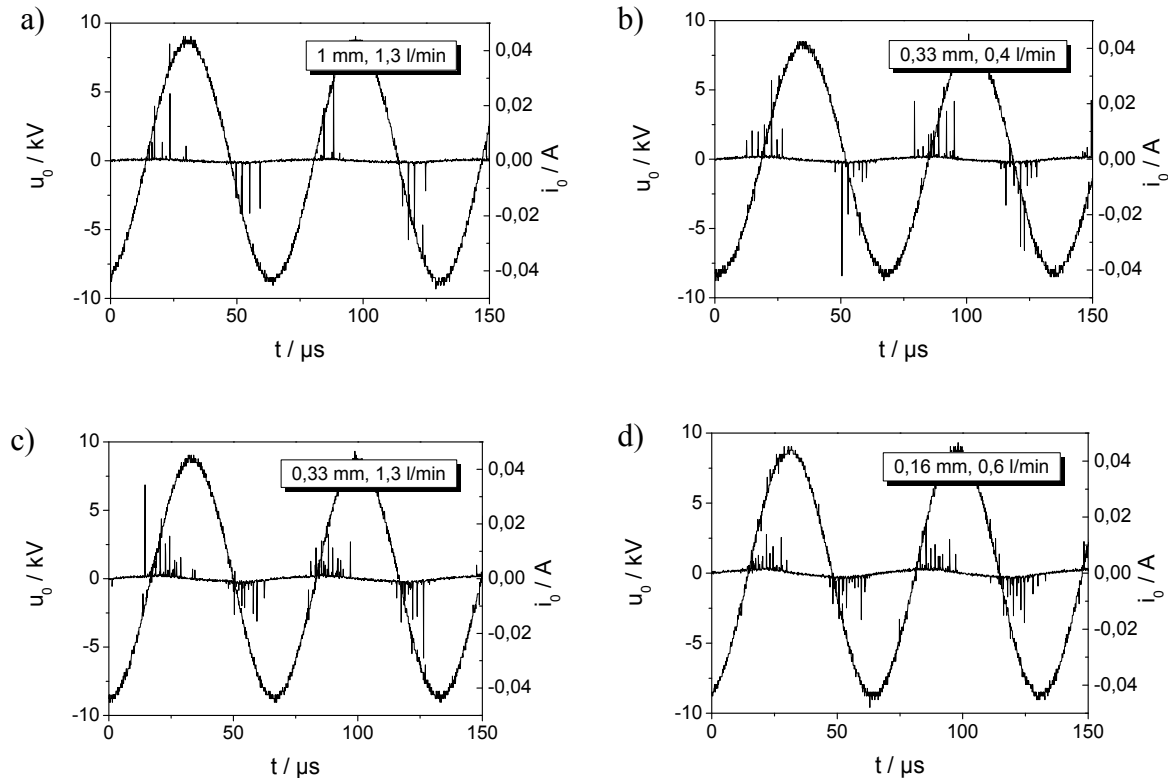 a)
10
5
0
-5
-10
u₀ / kV
0,04
0,02
0,00
-0,02
-0,04
i₀ / A
1 mm, 1,3 l/min
0
50
100
150
t / µs
b)
10
5
0
-5
-10
u₀ / kV
0,04
0,02
0,00
-0,02
-0,04
i₀ / A
0,33 mm, 0,4 l/min
0
50
100
150
t / µs
c)
10
5
0
-5
-10
u₀ / kV
0,04
0,02
0,00
-0,02
-0,04
i₀ / A
0,33 mm, 1,3 l/min
0
50
100
150
t / µs
d)
10
5
0
-5
-10
u₀ / kV
0,04
0,02
0,00
-0,02
-0,04
i₀ / A
0,16 mm, 0,6 l/min
0
50
100
150
t / µs